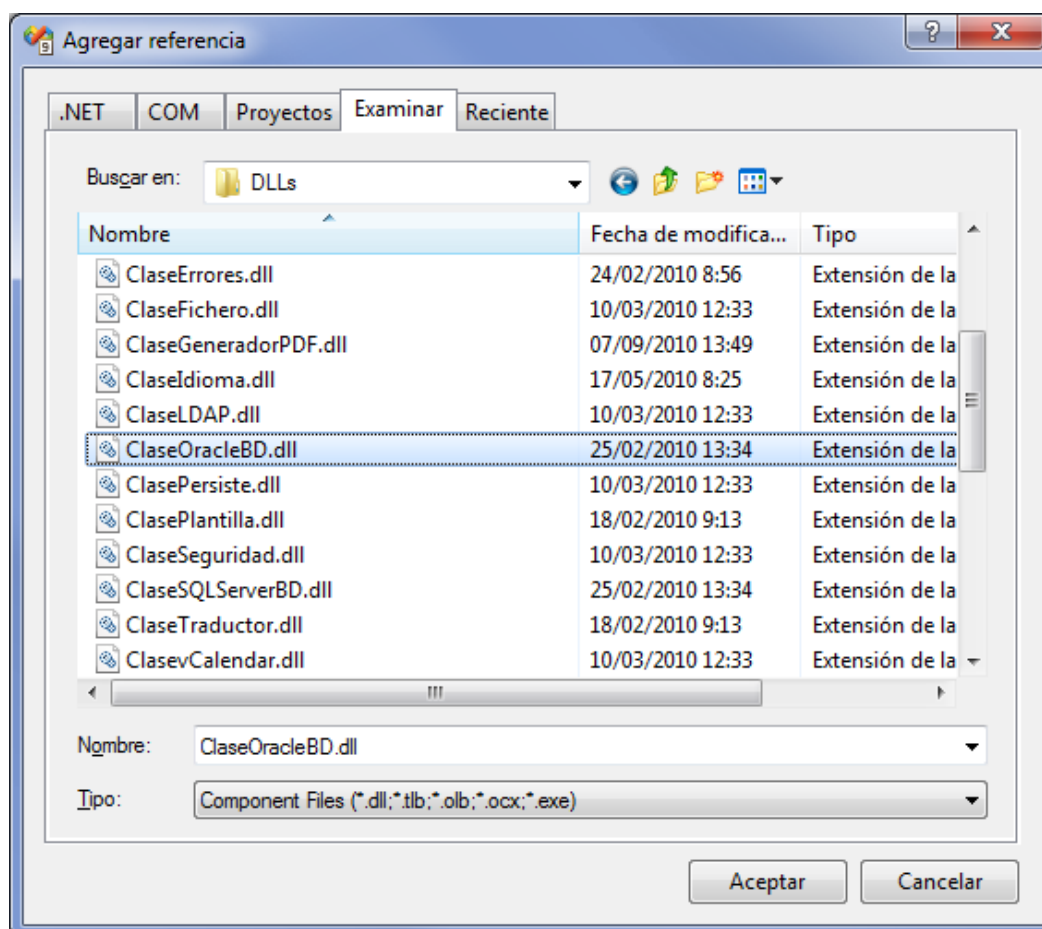 Agregar referencia
.NET COM Proyectos Examinar Reciente
Buscar en: DLLs
Nombre Fecha de modifica... Tipo
ClaseErrores.dll 24/02/2010 8:56 Extensión de la
ClaseFichero.dll 10/03/2010 12:33 Extensión de la
ClaseGeneradorPDF.dll 07/09/2010 13:49 Extensión de la
ClaseIdioma.dll 17/05/2010 8:25 Extensión de la
ClaseLDAP.dll 10/03/2010 12:33 Extensión de la
ClaseOracleBD.dll 25/02/2010 13:34 Extensión de la
ClasePersiste.dll 10/03/2010 12:33 Extensión de la
ClasePlantilla.dll 18/02/2010 9:13 Extensión de la
ClaseSeguridad.dll 10/03/2010 12:33 Extensión de la
ClaseSQLServerBD.dll 25/02/2010 13:34 Extensión de la
ClaseTraductor.dll 18/02/2010 9:13 Extensión de la
ClasevCalendar.dll 10/03/2010 12:33 Extensión de la
Nombre: ClaseOracleBD.dll
Tipo: Component Files (*.dll;*.tlb;*.olb;*.ocx;*.exe)
Aceptar Cancelar